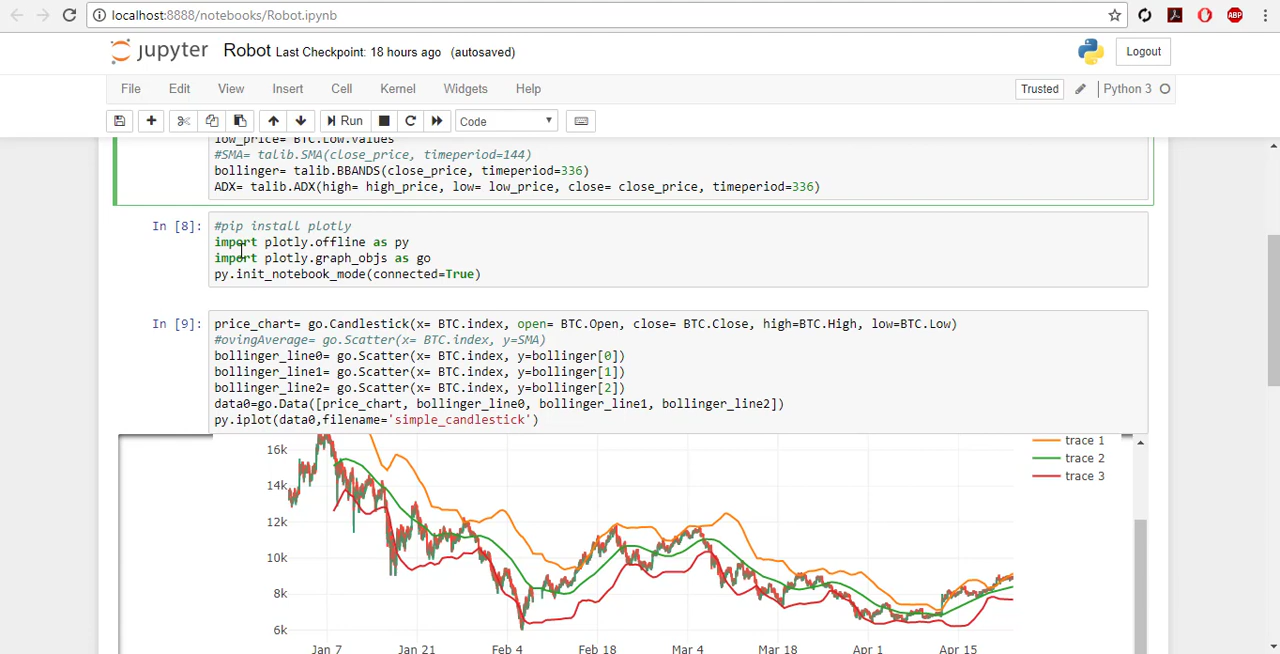 localhost:8888/notebooks/Robot.ipynb
ABP
jupyter Robot Last Checkpoint: 18 hours ago (autosaved)
Logout
File Edit View Insert Cell Kernel Widgets Help
Trusted
Python 3
Run
Code
low_price= BTC.Low.values
#SMA= talib.SMA(close_price, timeperiod=144)
bollinger= talib.BBANDS(close_price, timeperiod=336)
ADX= talib.ADX(high= high_price, low= low_price, close= close_price, timeperiod=336)
In [8]: #pip install plotly
import plotly.offline as py
import plotly.graph_objs as go
py.init_notebook_mode(connected=True)
In [9]: price_chart= go.Candlestick(x= BTC.index, open= BTC.Open, close= BTC.Close, high=BTC.High, low=BTC.Low)
#ovingAverage= go.Scatter(x= BTC.index, y=SMA)
bollinger_line0= go.Scatter(x= BTC.index, y=bollinger[0])
bollinger_line1= go.Scatter(x= BTC.index, y=bollinger[1])
bollinger_line2= go.Scatter(x= BTC.index, y=bollinger[2])
data0=go.Data([price_chart, bollinger_line0, bollinger_line1, bollinger_line2])
py.iplot(data0,filename='simple_candlestick')
trace 1
trace 2
trace 3
16k
14k
12k
10k
8k
6k
Jan 7 Jan 21 Feb 4 Feb 18 Mar 4 Mar 18 Apr 1 Apr 15